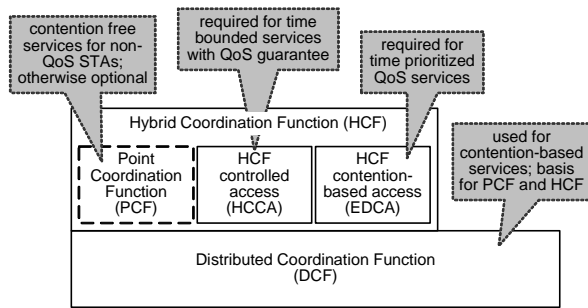 contention free
services for non-
QoS STAs;
otherwise optional
required for time
bounded services
with QoS guarantee
required for
time prioritized
QoS services
Hybrid Coordination Function (HCF)
used for
contention-based
services; basis
for PCF and HCF
Point
Coordination
Function
(PCF)
HCF
controlled
access
(HCCA)
HCF
contention-
based access
(EDCA)
Distributed Coordination Function
(DCF)